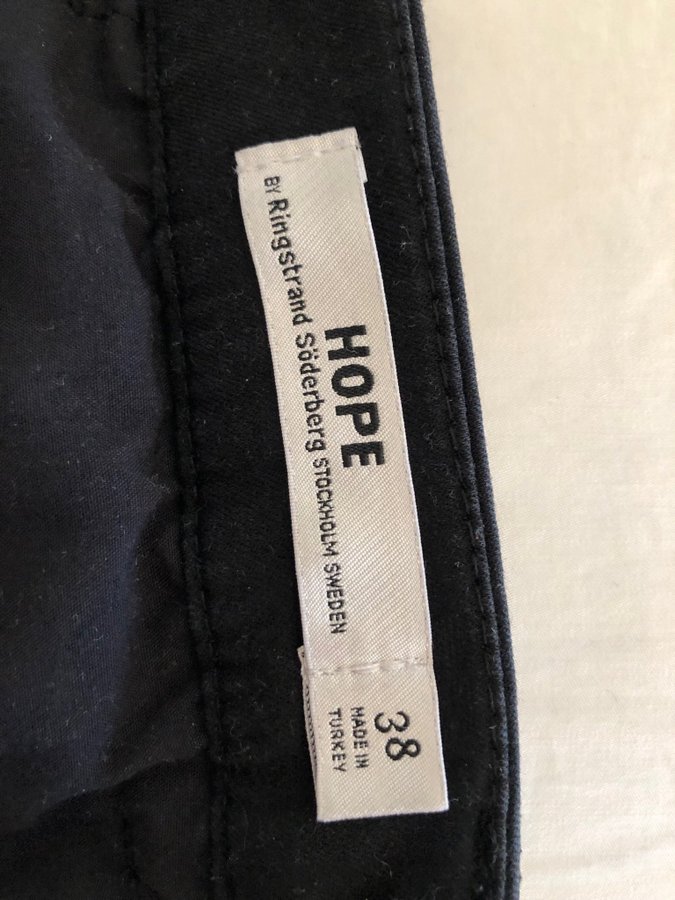 HOPE
BY RingStrand Söderberg STOCKHOLM SWEDEN
38
MADE IN
TURKEY